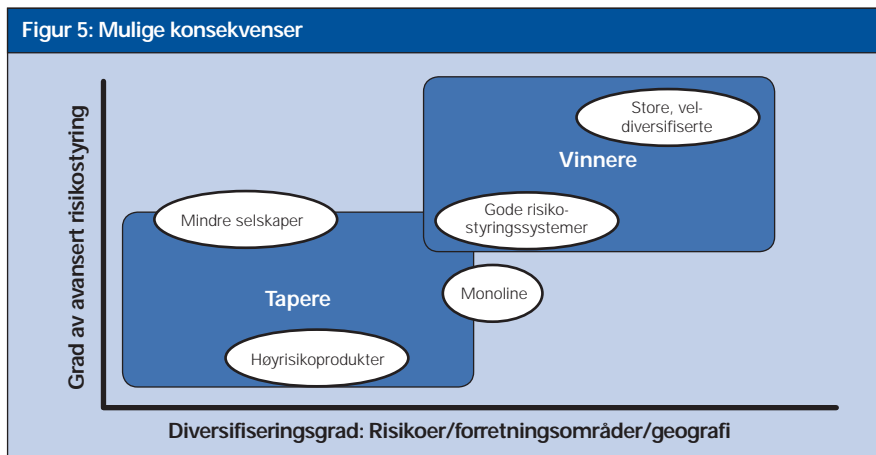 Figur 5: Mulige konsekvenser
Grad av avansert risikostyring
Store, vel-
diversifiserte
Vinnere
Mindre selskaper
Gode risiko-
styringssystemer
Tapere
Monoline
Høyrisikoprodukter
Diversifiseringsgrad: Risikoer/forretningsområder/geografi